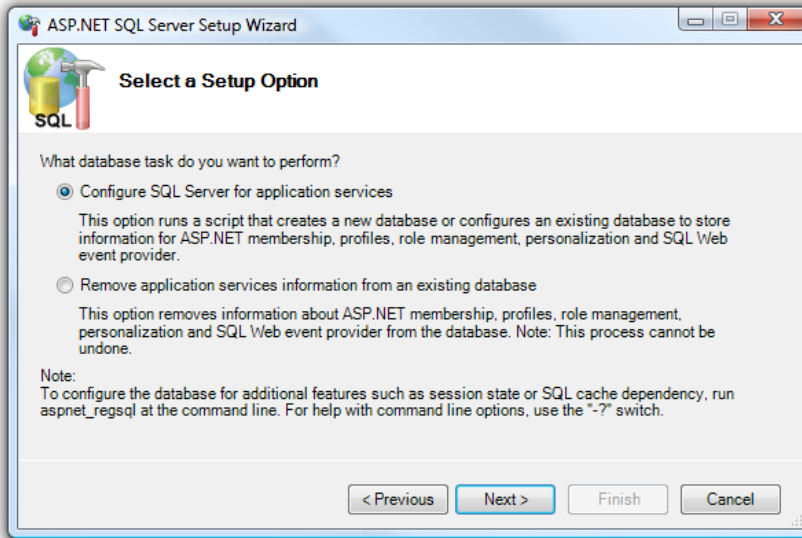 ASP.NET SQL Server Setup Wizard
SQL
Select a Setup Option
What database task do you want to perform?
Configure SQL Server for application services
This option runs a script that creates a new database or configures an existing database to store
information for ASP.NET membership, profiles, role management, personalization and SQL Web
event provider.
Remove application services information from an existing database
This option removes information about ASP.NET membership, profiles, role management,
personalization and SQL Web event provider from the database. Note: This process cannot be
undone.
Note:
To configure the database for additional features such as session state or SQL cache dependency, run
aspnet_regsql at the command line. For help with command line options, use the "-?" switch.
< Previous
Next >
Finish
Cancel